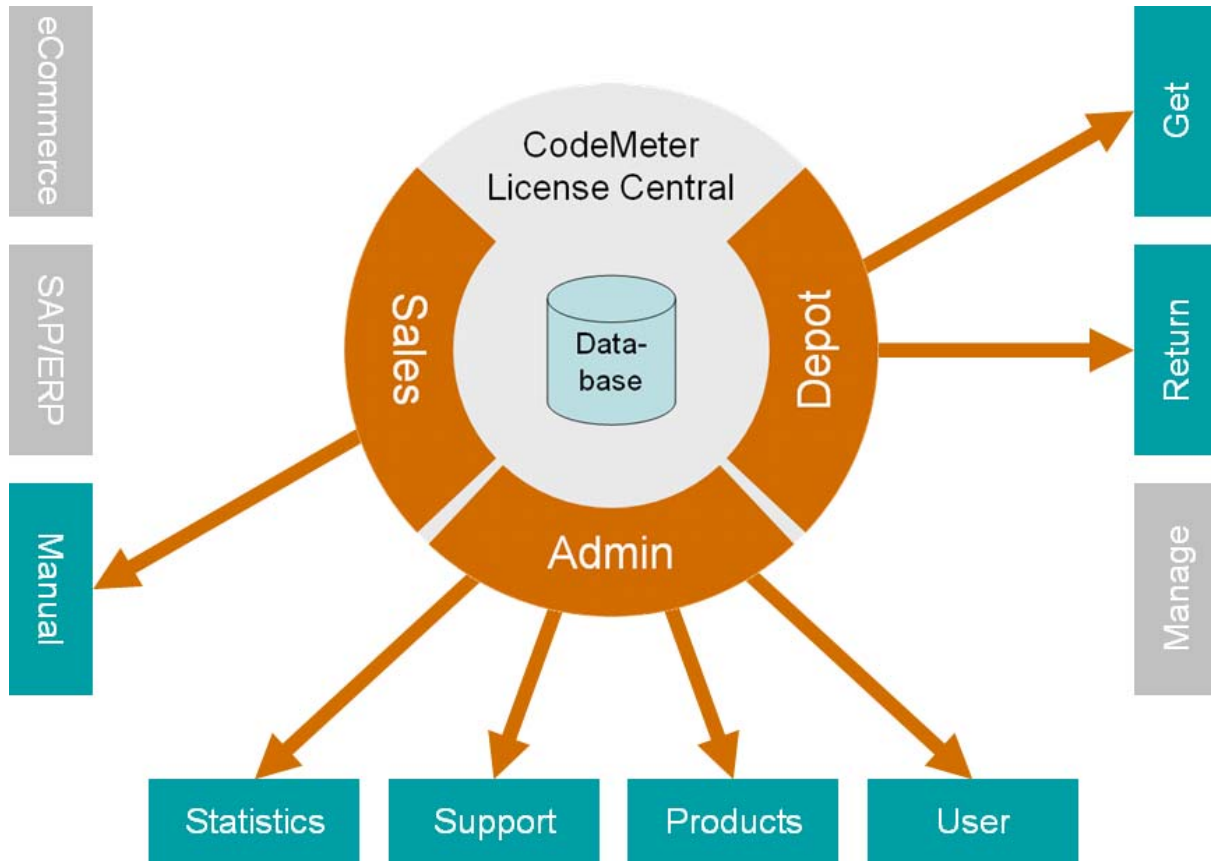 eCommerce
SAP/ERP
Manual
CodeMeter
License Central
Sales
Data-
base
Depot
Admin
Get
Return
Manage
Statistics
Support
Products
User